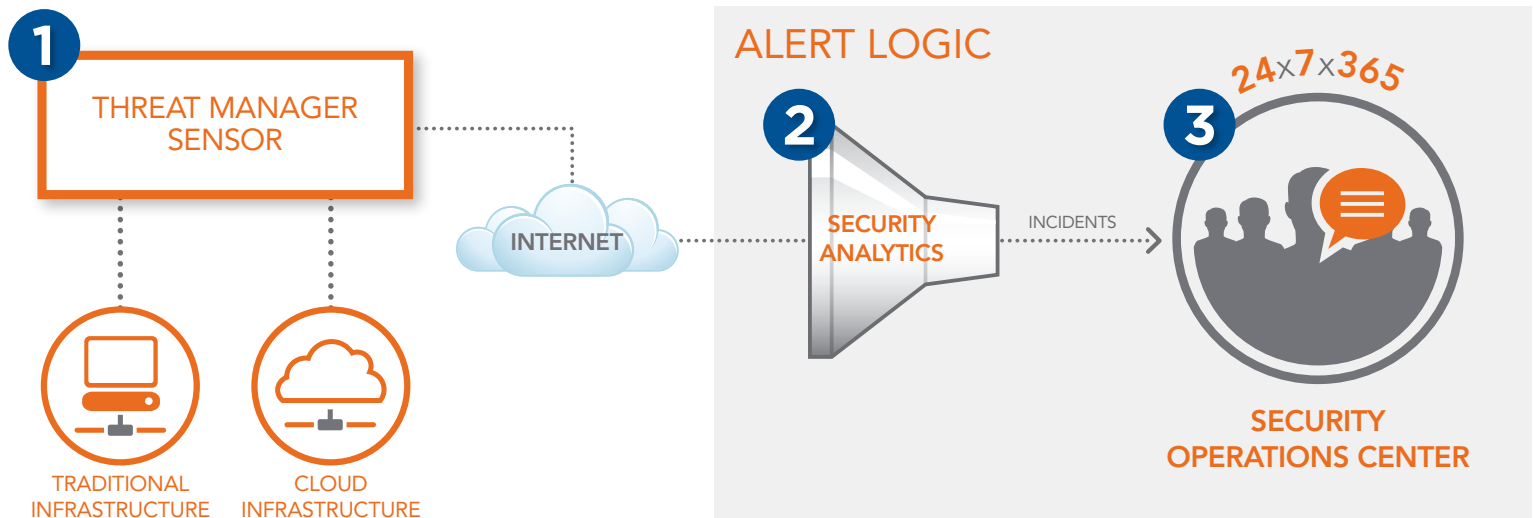 1
THREAT MANAGER
SENSOR
TRADITIONAL
INFRASTRUCTURE
CLOUD
INFRASTRUCTURE
INTERNET
ALERT LOGIC
2
SECURITY
ANALYTICS
INCIDENTS
24x7x365
3
SECURITY
OPERATIONS CENTER